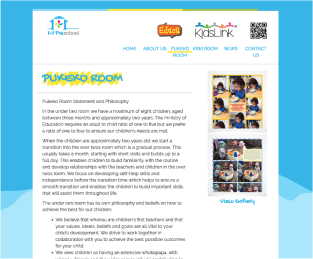 preschool
Educa
KidsLink
HOME ABOUT US PUKEKO ROOM KIWI ROOM NEWS CONTACT US
PUKEKO ROOM
Pukeko Room Statement and Philosophy
In the under two room we have a maximum of eight children, aged
between three months and approximately two years. The ministry of
Education requires an adult to child ratio of one to five but we prefer
a ratio of one to four to ensure our children's needs are met.
When the children are approximately two years old we start a
transition into the over twos room which is a gradual process. This
usually takes a month, starting with short visits and builds up to a
full day. This enables children to build familiarity with the routine
and develop relationships with the teachers and children in the over
twos room. We focus on developing self-help skills and
independence before the transition time which helps to ensure a
smooth transition and enables the children to build important skills
that will assist them throughout life.
The under two room has its own philosophy and beliefs on how to
achieve the best for our children:
We believe that whanau are children's first teachers and that
your values, ideals, beliefs and goals are all vital to your
child's development. We strive to work together in
collaboration with you to achieve the best possible outcomes
for your child.
We view children as having an extensive whakapapa, with
View Gallery